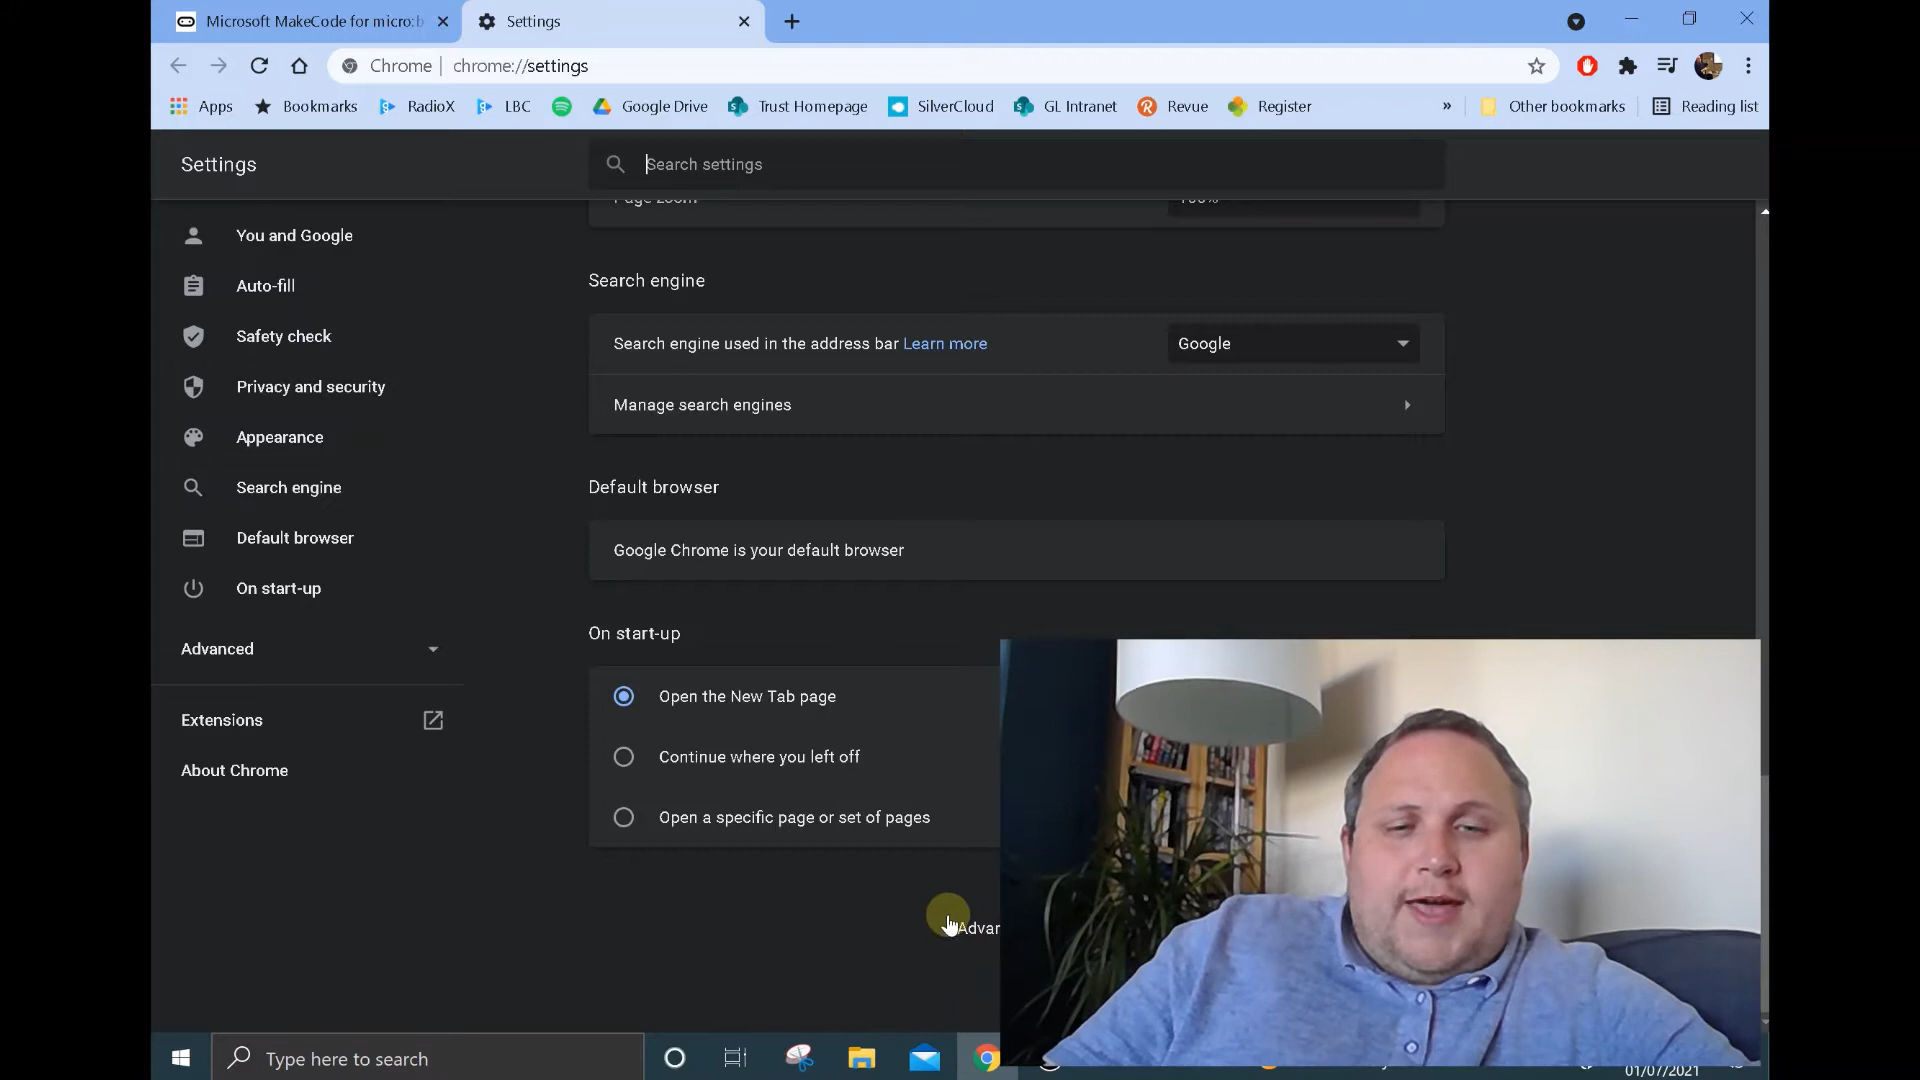 Microsoft MakeCode for micro:b
Settings
Chrome
chrome://settings
Apps
Bookmarks
RadioX
LBC
Google Drive
Trust Homepage
SilverCloud
GL Intranet
Revue
Register
»
Other bookmarks
Reading list
Settings
Search settings
You and Google
Auto-fill
Safety check
Privacy and security
Appearance
Search engine
Default browser
On start-up
Advanced
Extensions
About Chrome
Page zoom
100%
Search engine
Search engine used in the address bar Learn more
Google
Manage search engines
Default browser
Google Chrome is your default browser
On start-up
Open the New Tab page
Continue where you left off
Open a specific page or set of pages
Advan
Type here to search
01/07/2021